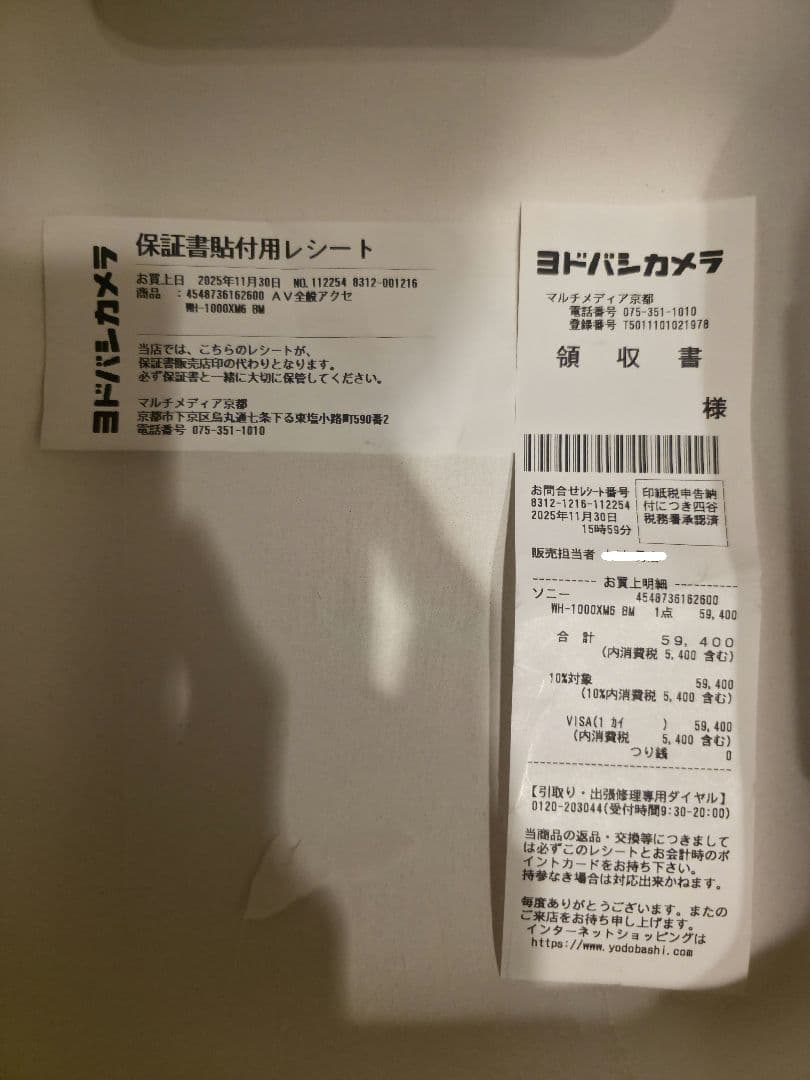 ヨドバシカメラ
保証書貼付用レシート
お買上日 2025年11月30日 NO.112254 8312-001216
商品 :4548736162600 AV全般アクセ
WH-1000XM6 BM
当店では、こちらのレシートが、
保証書販売店印の代わりとなります。
必ず保証書と一緒に大切に保管してください。
マルチメディア京都
京都市下京区烏丸通七条下る東塩小路町590番2
電話番号 075-351-1010
ヨドバシカメラ
マルチメディア京都
電話番号 075-351-1010
登録番号 T5011101021978
領収書
様
お問合せレシート番号
8312-1216-112254
2025年11月30日
15時59分
印紙税申告納
付につき四谷
税務署承認済
販売担当者
---------- お買上明細 ----------
ソニー 4548736162600
WH-1000XM6 BM 1点 59,400
合 計 59,400
(内消費税 5,400 含む)
10%対象 59,400
(10%内消費税 5,400 含む)
VISA(1 カイ ) 59,400
(内消費税 5,400 含む)
つり銭 0
【引取り・出張修理専用ダイヤル】
0120-203044(受付時間9:30-20:00)
当商品の返品・交換等につきまして
は必ずこのレシートとお会計時のポ
イントカードをお持ち下さい。
持参なき場合は対応出来かねます。
毎度ありがとうございます。またの
ご来店をお待ち申し上げます。
インターネットショッピングは
https://www.yodobashi.com